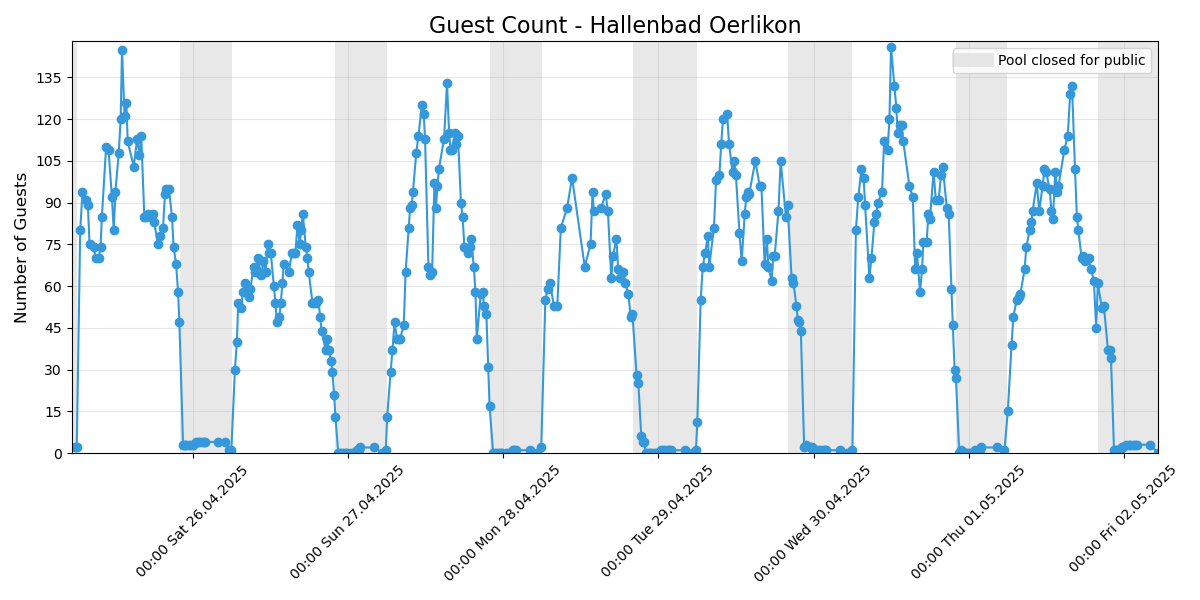 Guest Count - Hallenbad Oerlikon
Pool closed for public
Number of Guests
135
120
105
90
75
60
45
30
15
0
00:00 Sat 26.04.2025
00:00 Sun 27.04.2025
00:00 Mon 28.04.2025
00:00 Tue 29.04.2025
00:00 Wed 30.04.2025
00:00 Thu 01.05.2025
00:00 Fri 02.05.2025